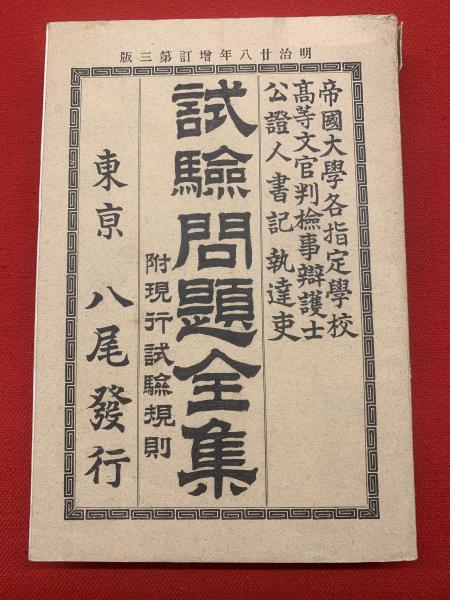 明治廿八年增訂第三版
帝國大學各指定學校
高等文官判檢事辯護士
公證人書記執達吏
試驗問題全集
附現行試驗規則
東京 八尾發行